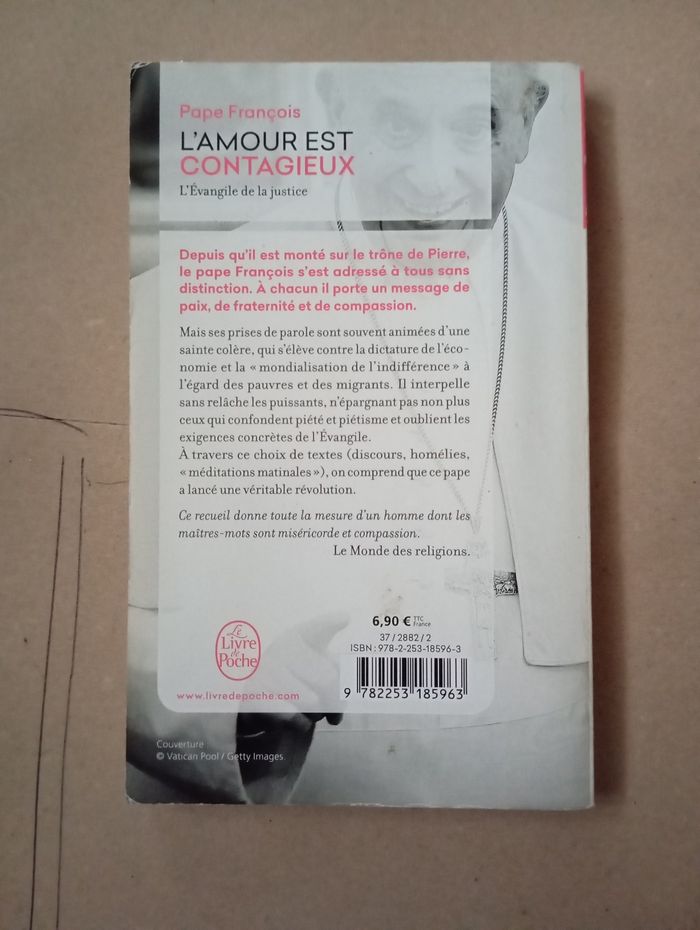 Pape François
L'AMOUR EST
CONTAGIEUX
L'Évangile de la justice
Depuis qu'il est monté sur le trône de Pierre,
le pape François s'est adressé à tous sans
distinction. À chacun il porte un message de
paix, de fraternité et de compassion.
Mais ses prises de parole sont souvent animées d'une
sainte colère, qui s'élève contre la dictature de l'éco-
nomie et la « mondialisation de l'indifférence » à
l'égard des pauvres et des migrants. Il interpelle
sans relâche les puissants, n'épargnant pas non plus
ceux qui confondent piété et piétisme et oublient les
exigences concrètes de l'Évangile.
À travers ce choix de textes (discours, homélies,
« méditations matinales »), on comprend que ce pape
a lancé une véritable révolution.
Ce recueil donne toute la mesure d'un homme dont les
maîtres-mots sont miséricorde et compassion.
Le Monde des religions.
6,90 € TTC France
37 / 2882 / 2
ISBN : 978-2-253-18596-3
9 782253 185963
Le
Livre
de
Poche
www.livredepoche.com
Couverture
© Vatican Pool / Getty Images